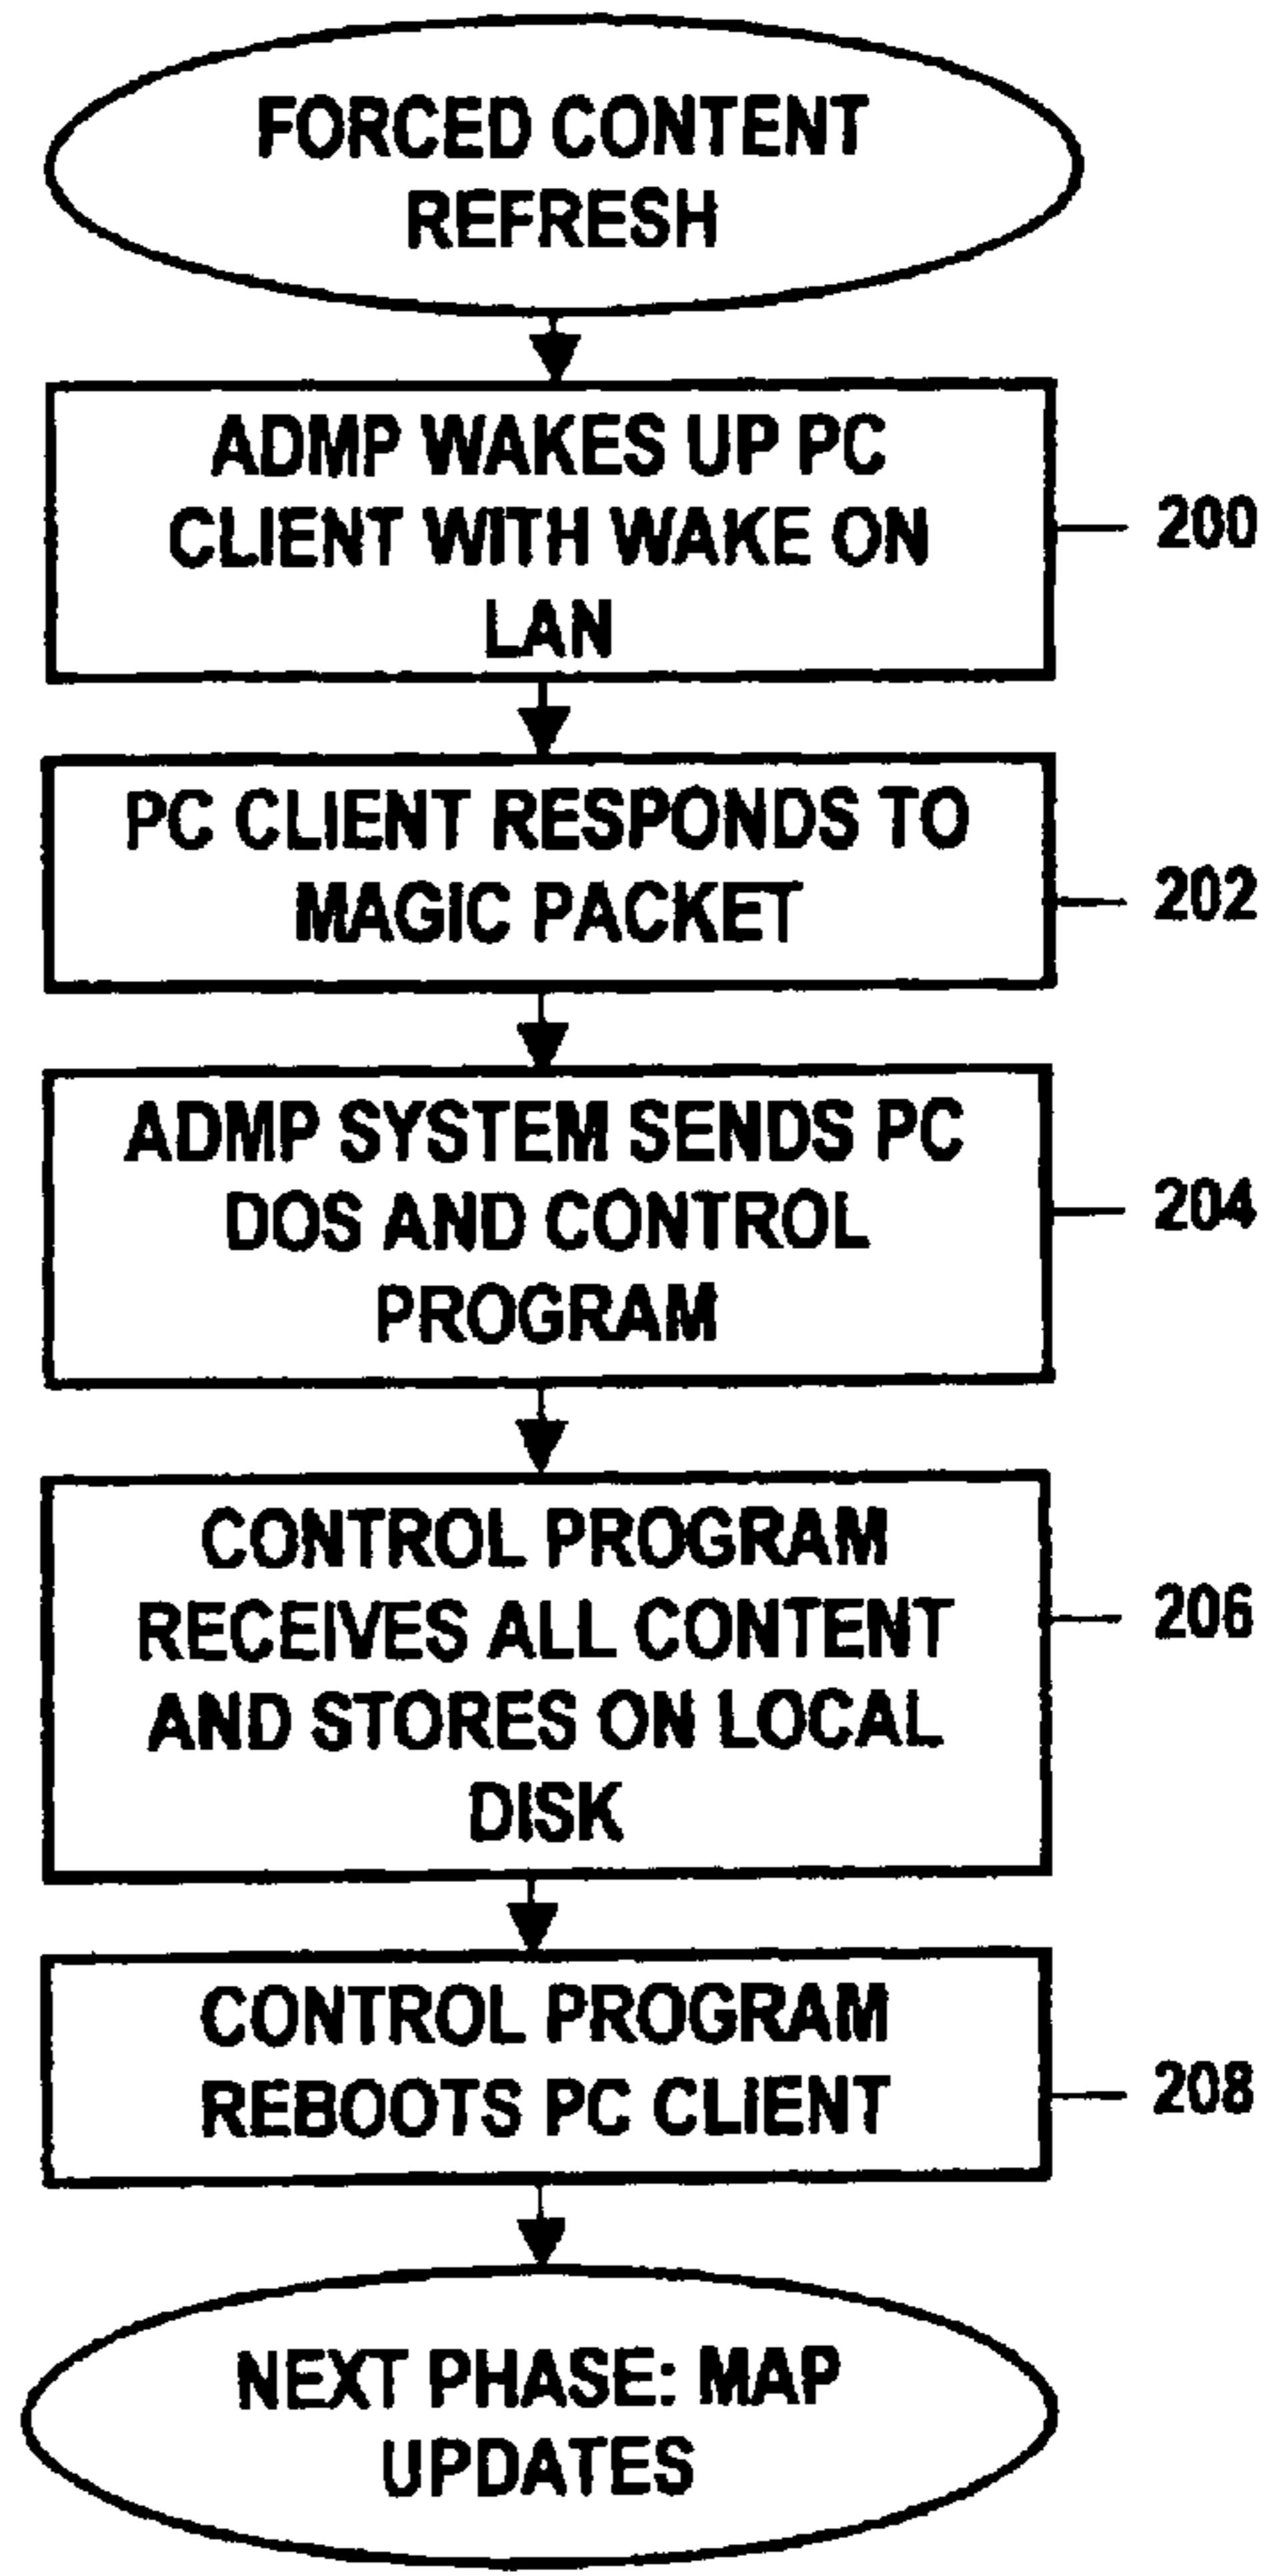 FORCED CONTENT
REFRESH
ADMP WAKES UP PC
CLIENT WITH WAKE ON
LAN
200
PC CLIENT RESPONDS TO
MAGIC PACKET
202
ADMP SYSTEM SENDS PC
DOS AND CONTROL
PROGRAM
204
CONTROL PROGRAM
RECEIVES ALL CONTENT
AND STORES ON LOCAL
DISK
206
CONTROL PROGRAM
REBOOTS PC CLIENT
208
NEXT PHASE: MAP
UPDATES